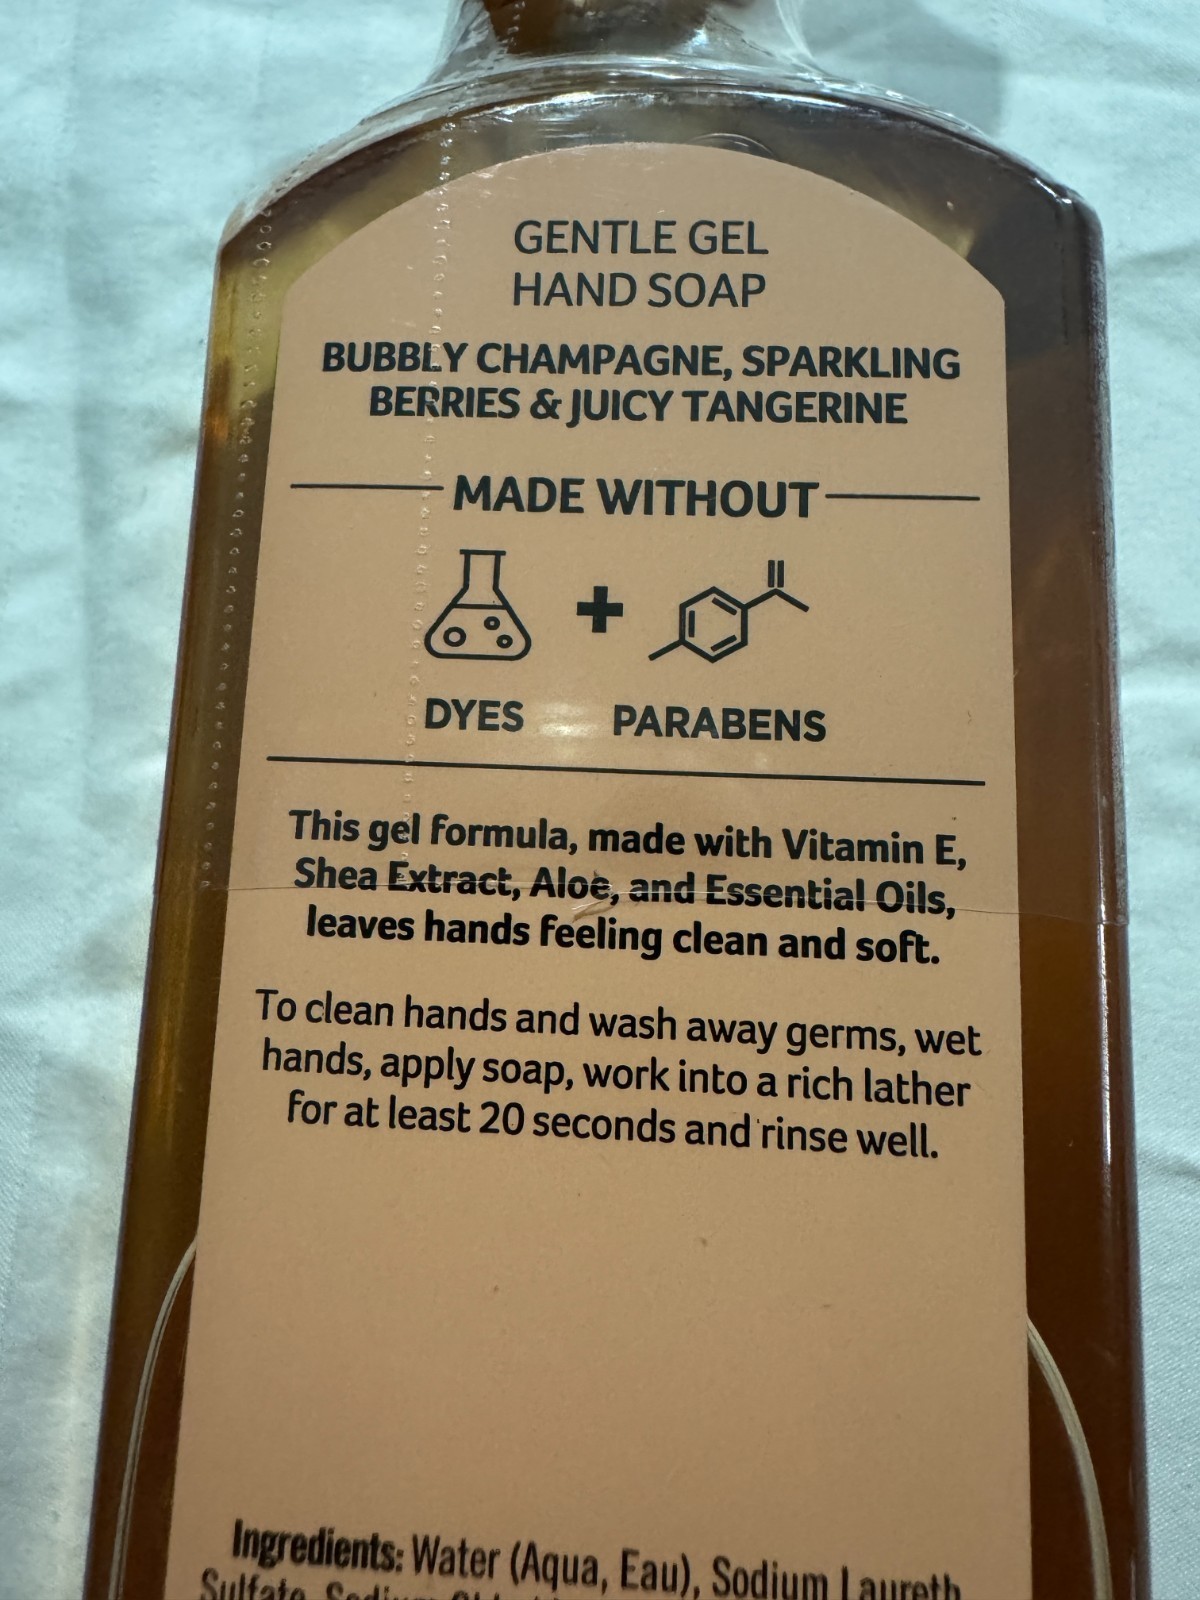 GENTLE GEL
HAND SOAP
BUBBLY CHAMPAGNE, SPARKLING
BERRIES & JUICY TANGERINE
MADE WITHOUT
DYES + PARABENS
This gel formula, made with Vitamin E,
Shea Extract, Aloe, and Essential Oils,
leaves hands feeling clean and soft.
To clean hands and wash away germs, wet
hands, apply soap, work into a rich lather
for at least 20 seconds and rinse well.
Ingredients: Water (Aqua, Eau), Sodium Laureth
Sulfate, Sodium